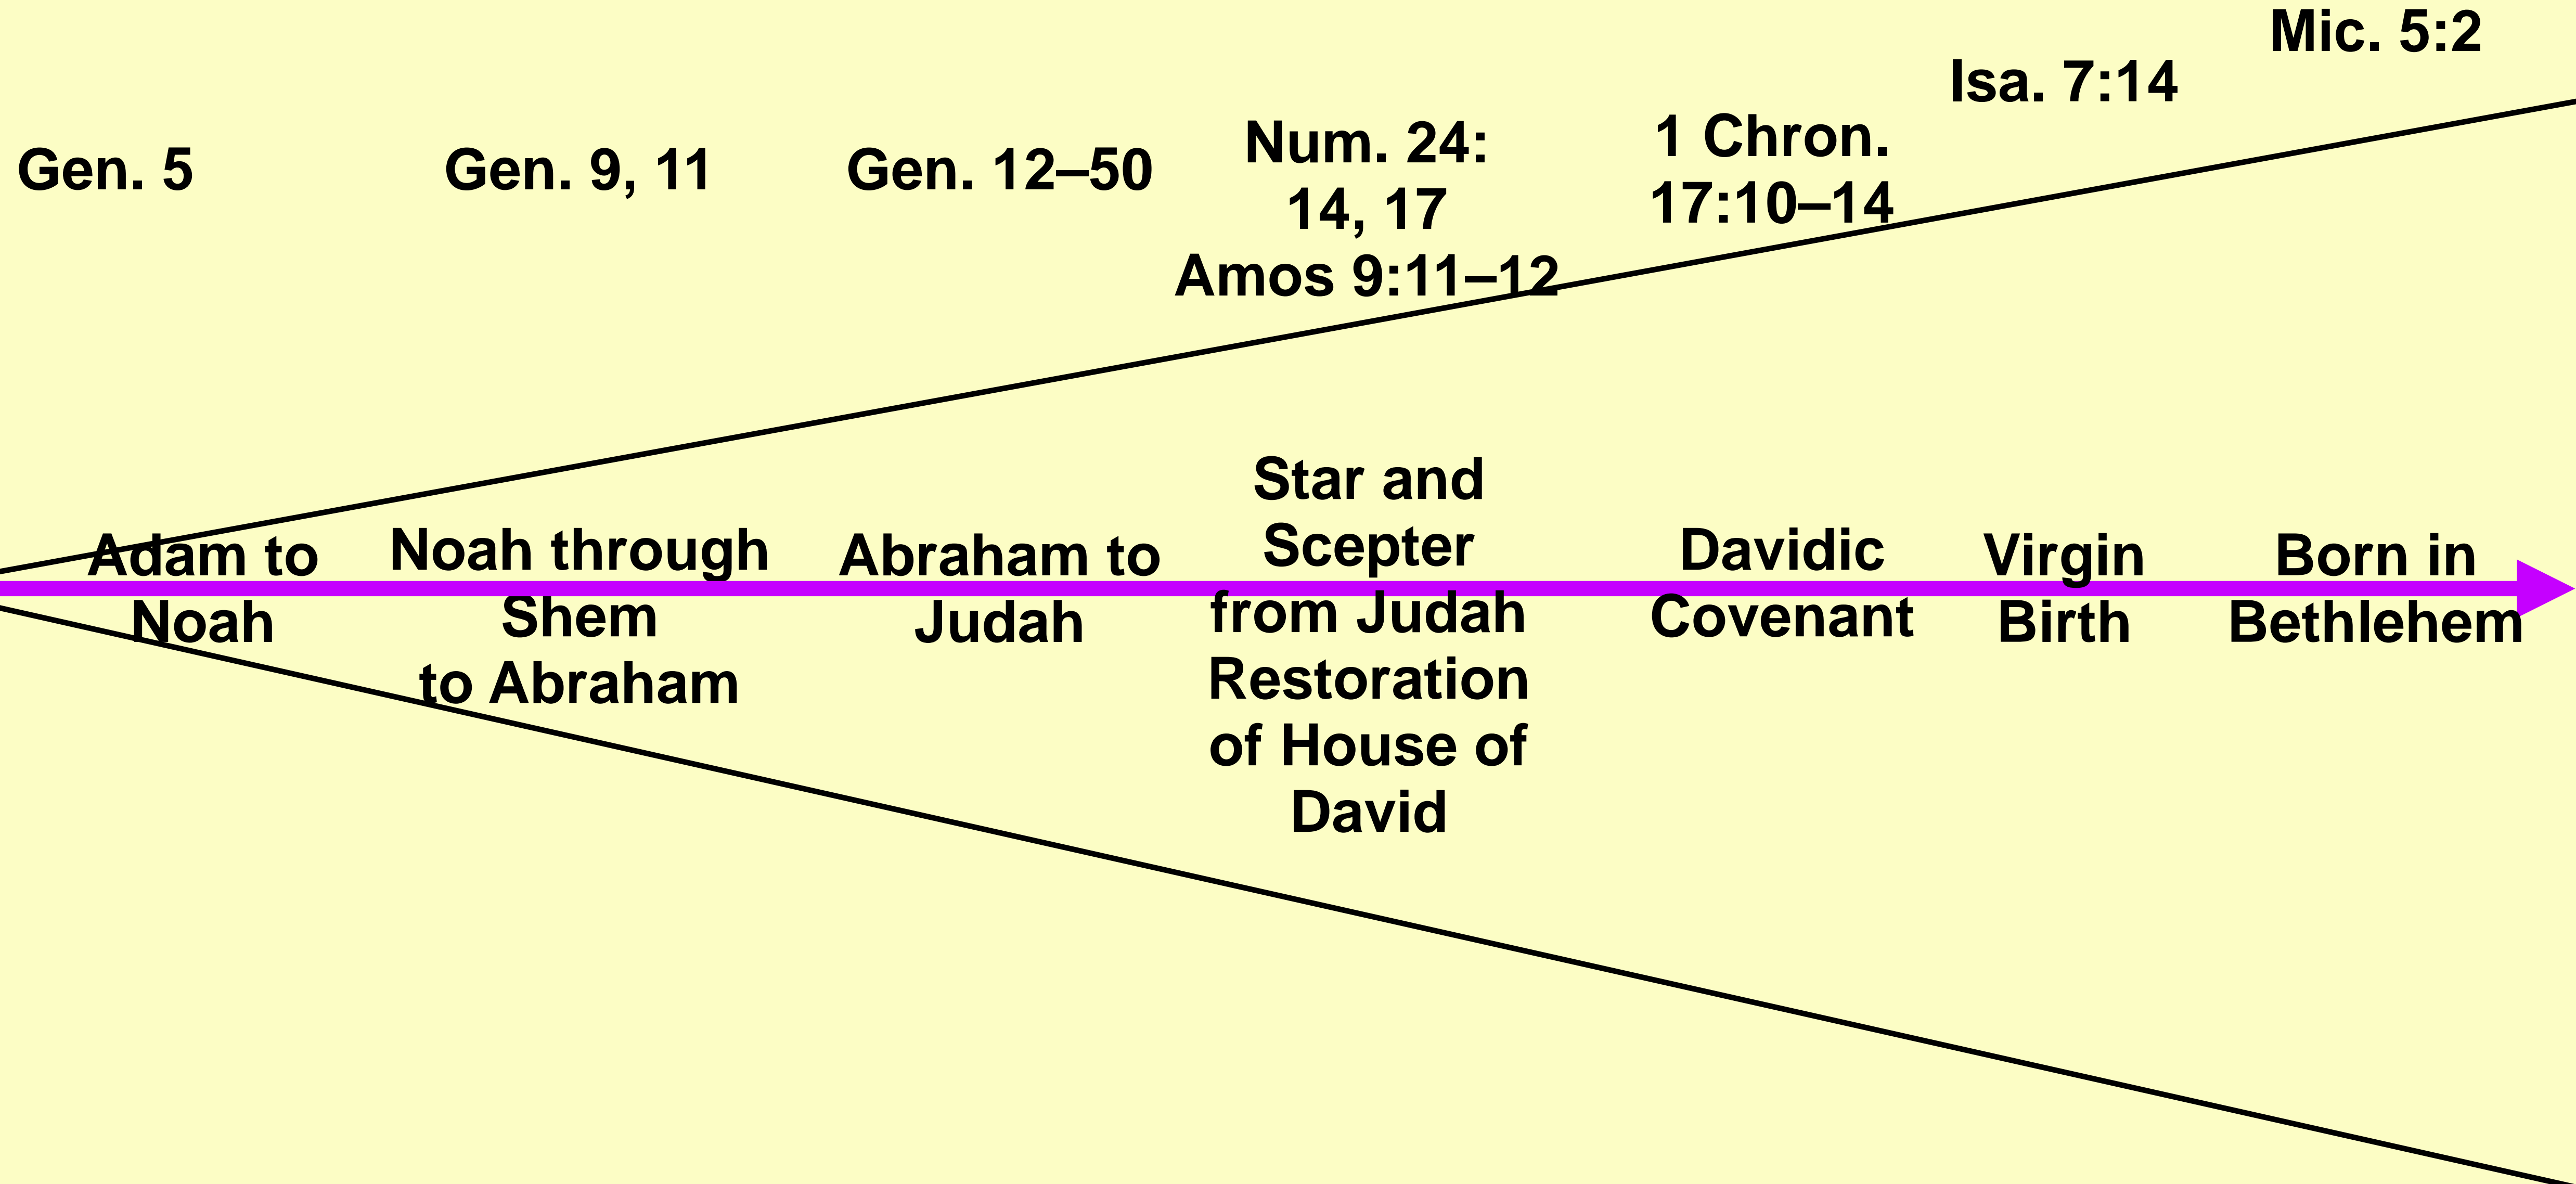 Gen. 5
Gen. 9, 11
Gen. 12–50
Num. 24:
14, 17
Amos 9:11–12
1 Chron.
17:10–14
Isa. 7:14
Mic. 5:2
Adam to
Noah
Noah through
Shem
to Abraham
Abraham to
Judah
Star and
Scepter
from Judah
Restoration
of House of
David
Davidic
Covenant
Virgin
Birth
Born in
Bethlehem